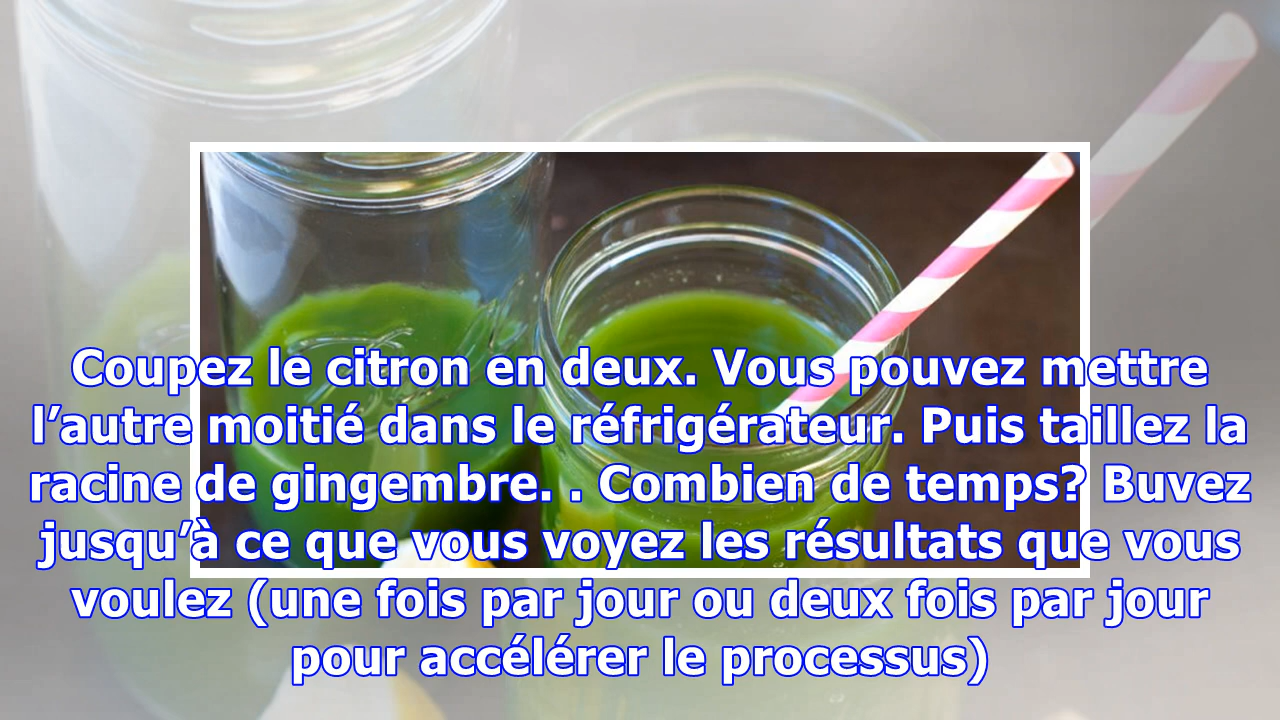 Coupez le citron en deux. Vous pouvez mettre
l’autre moitié dans le réfrigérateur. Puis taillez la
racine de gingembre. . Combien de temps? Buvez
jusqu’à ce que vous voyez les résultats que vous
voulez (une fois par jour ou deux fois par jour
pour accélérer le processus)